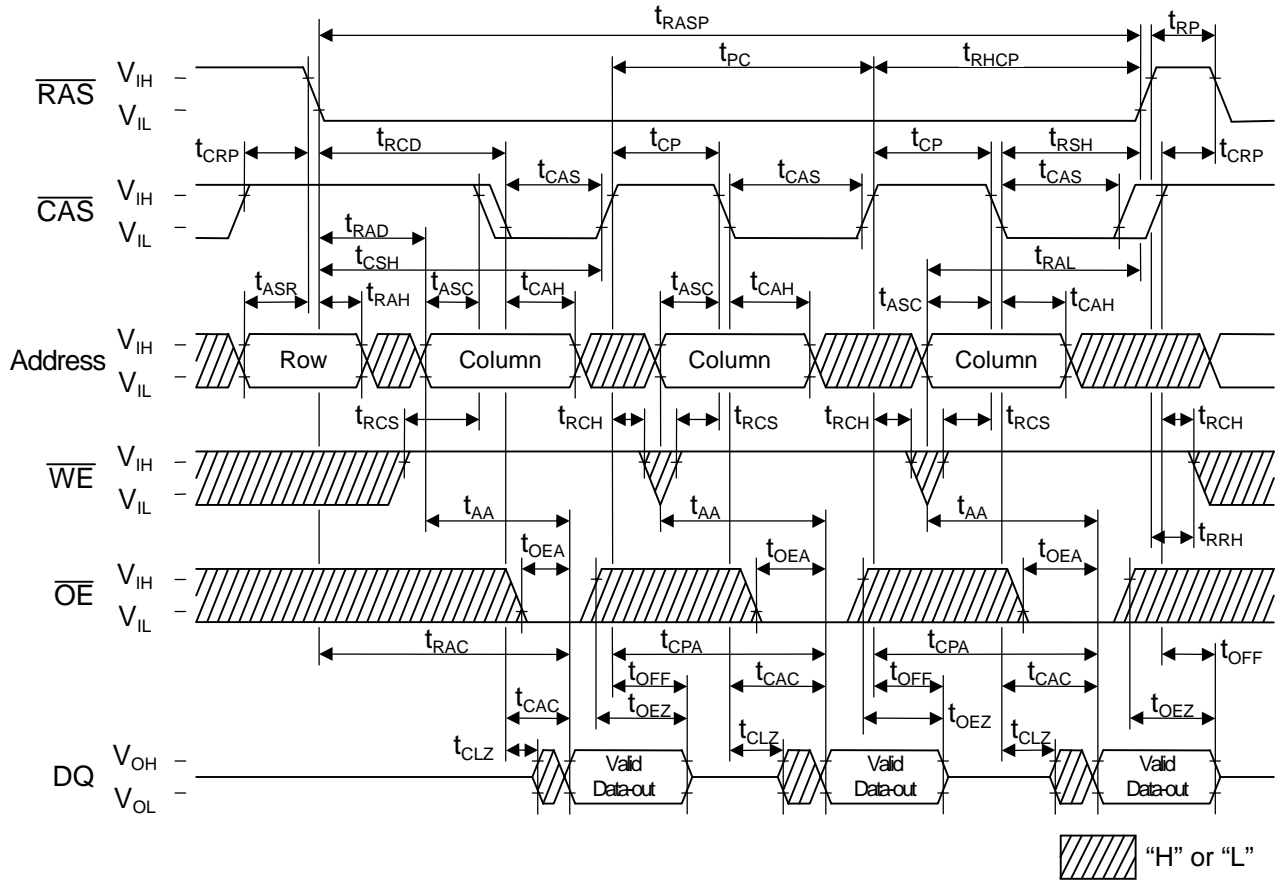 tRASP
tRP
tPC
tRHCP
RAS
VIH
VIL
tCRP
tRCD
tCP
tCP
tRSH
tCRP
tCAS
tCAS
tCAS
CAS
VIH
VIL
tRAD
tCSH
tRAL
tASR
tRAH
tASC
tCAH
tASC
tCAH
tASC
tCAH
Address
VIH
VIL
Row
Column
Column
Column
tRCS
tRCH
tRCS
tRCH
tRCS
tRCH
WE
VIH
VIL
tAA
tAA
tAA
tRRH
tOEA
tOEA
tOEA
OE
VIH
VIL
tRAC
tCPA
tCPA
tOFF
tCAC
tOFF
tCAC
tOFF
tCAC
tOEZ
tOEZ
tOEZ
tCLZ
tCLZ
tCLZ
DQ
VOH
VOL
Valid
Data-out
Valid
Data-out
Valid
Data-out
“H” or “L”